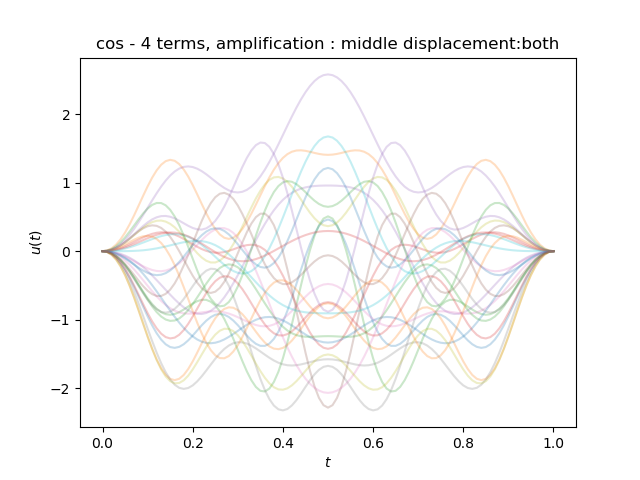 cos - 4 terms, amplification : middle displacement:both
2
1
0
−1
−2
u(t)
0.0 0.2 0.4 0.6 0.8 1.0
t